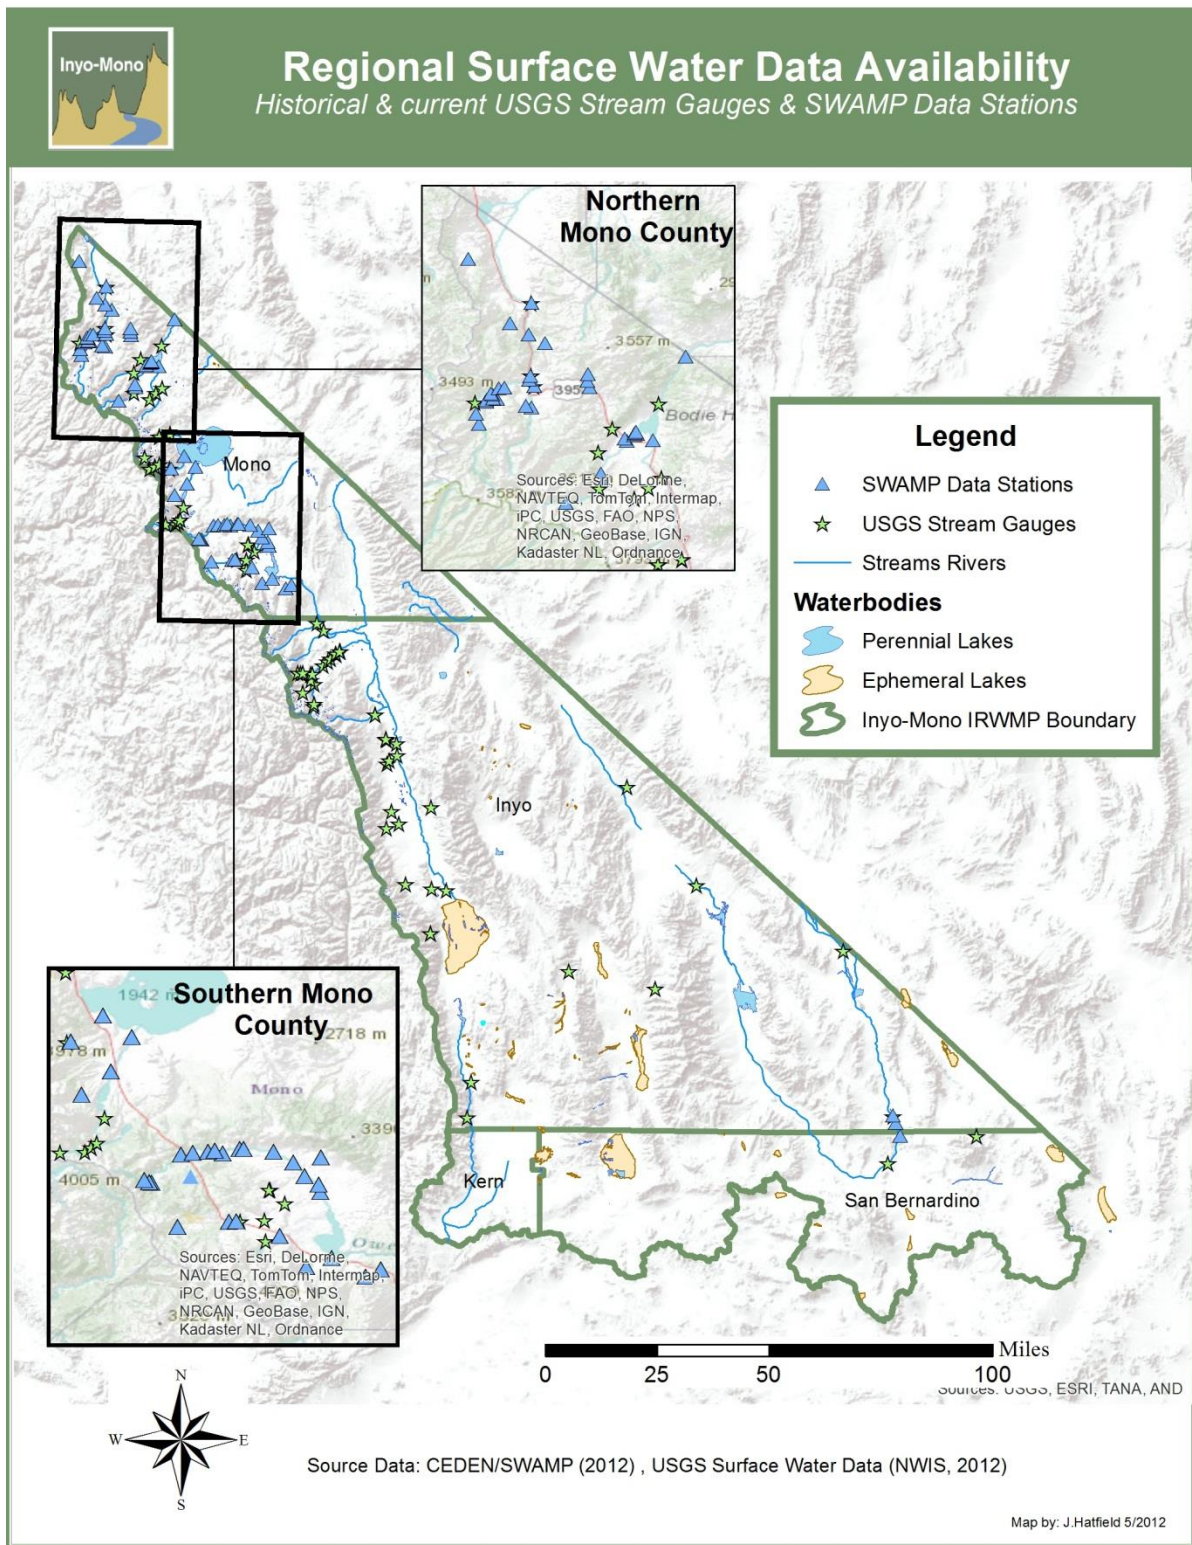 Inyo-Mono
Regional Surface Water Data Availability
Historical & current USGS Stream Gauges & SWAMP Data Stations
Northern
Mono County
3557 m
3493 m
395
Bodie H
Sources: Esri, DeLorme,
NAVTEQ, TomTom, Intermap,
iPC, USGS, FAO, NPS,
NRCAN, GeoBase, IGN,
Kadaster NL, Ordnance
Legend
SWAMP Data Stations
USGS Stream Gauges
Streams Rivers
Waterbodies
Perennial Lakes
Ephemeral Lakes
Inyo-Mono IRWMP Boundary
Mono
Inyo
Kern
San Bernardino
Southern Mono
County
1942 m
2718 m
Mono
4005 m
Sources: Esri, DeLorme,
NAVTEQ, TomTom, Intermap,
iPC, USGS, FAO, NPS,
NRCAN, GeoBase, IGN,
Kadaster NL, Ordnance
Miles
0 25 50 100
Sources: USGS, ESRI, TANA, AND
N
W E
S
Source Data: CEDEN/SWAMP (2012) , USGS Surface Water Data (NWIS, 2012)
Map by: J.Hatfield 5/2012